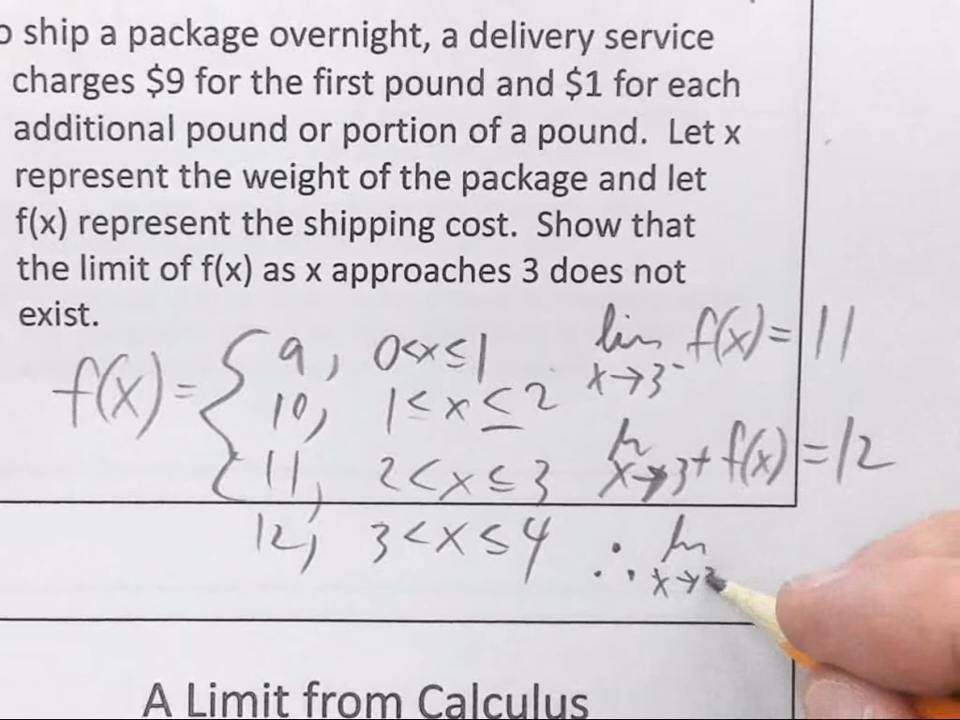 o ship a package overnight, a delivery service
charges $9 for the first pound and $1 for each
additional pound or portion of a pound. Let x
represent the weight of the package and let
f(x) represent the shipping cost. Show that
the limit of f(x) as x approaches 3 does not
exist.
f(x) = { 9, 0<x≤1
10, 1<x≤2
11, 2<x≤3
12, 3<x≤4
lim f(x) = 11
x→3⁻
lim f(x) = 12
x→3⁺
∴ lim
x→3
A Limit from Calculus